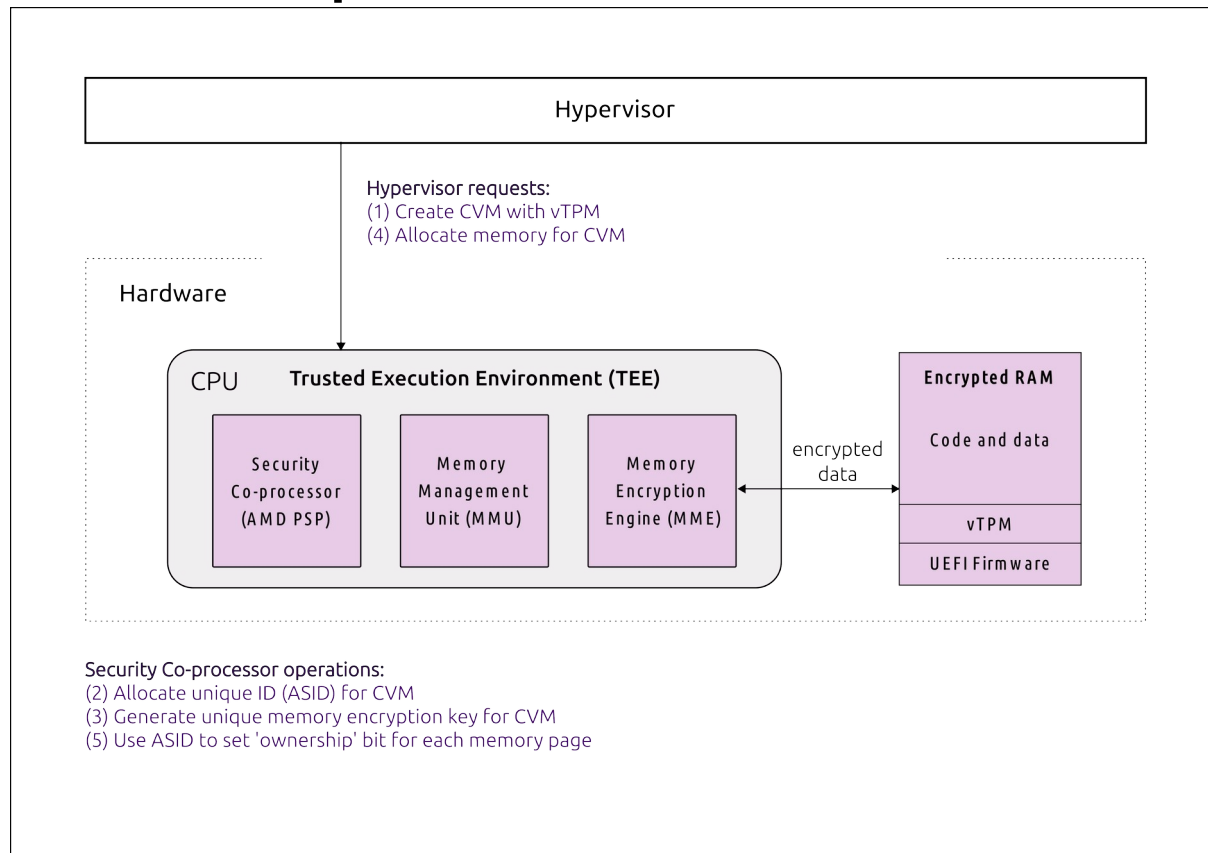 Hypervisor
Hypervisor requests:
(1) Create CVM with vTPM
(4) Allocate memory for CVM
Hardware
CPU
Trusted Execution Environment (TEE)
Security
Co-processor
(AMD PSP)
Memory
Management
Unit (MMU)
Memory
Encryption
Engine (MME)
encrypted
data
Encrypted RAM
Code and data
vTPM
UEFI Firmware
Security Co-processor operations:
(2) Allocate unique ID (ASID) for CVM
(3) Generate unique memory encryption key for CVM
(5) Use ASID to set 'ownership' bit for each memory page